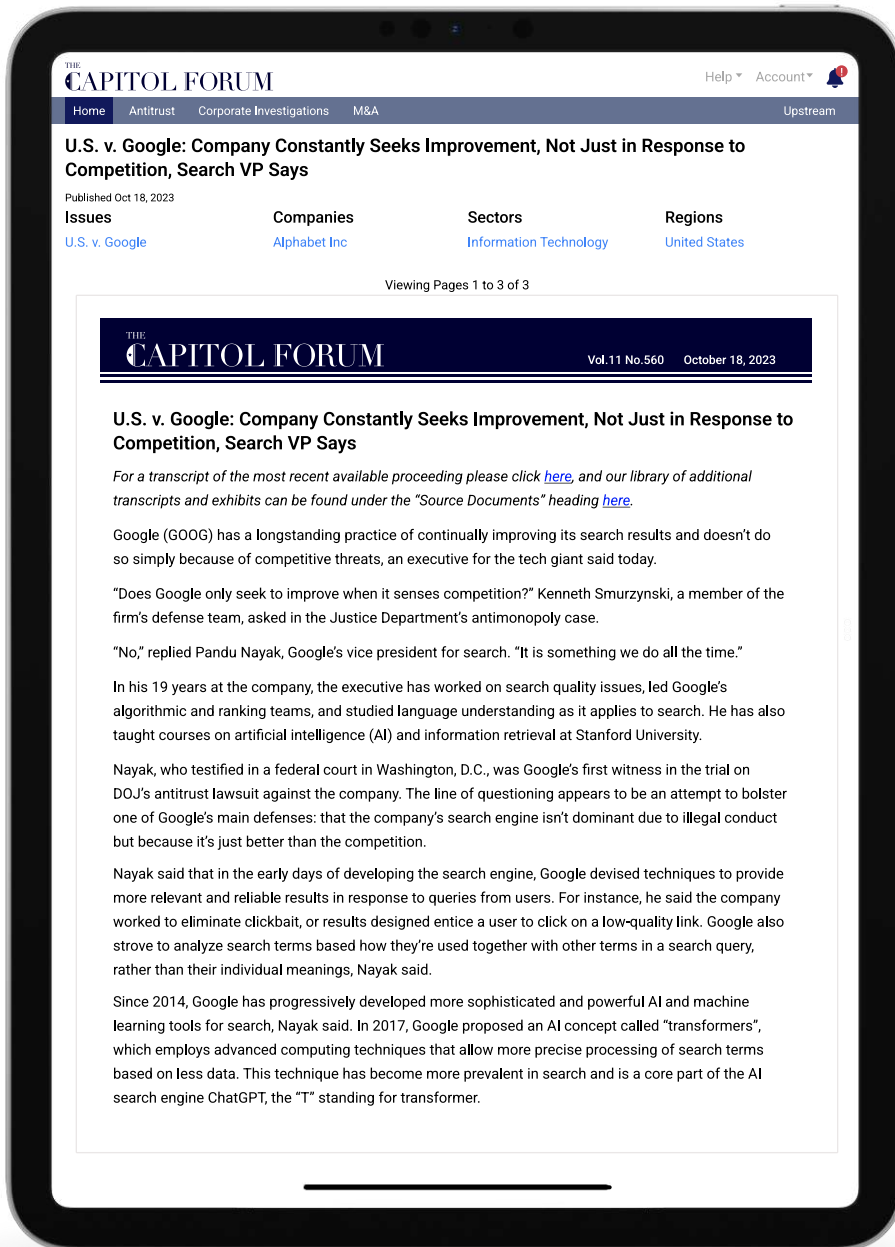 THE
CAPITOL FORUM
Help Account !
Home Antitrust Corporate Investigations M&A Upstream
U.S. v. Google: Company Constantly Seeks Improvement, Not Just in Response to
Competition, Search VP Says
Published Oct 18, 2023
Issues Companies Sectors Regions
U.S. v. Google Alphabet Inc Information Technology United States
Viewing Pages 1 to 3 of 3
THE
CAPITOL FORUM
Vol.11 No.560 October 18, 2023
U.S. v. Google: Company Constantly Seeks Improvement, Not Just in Response to
Competition, Search VP Says
For a transcript of the most recent available proceeding please click here, and our library of additional
transcripts and exhibits can be found under the “Source Documents” heading here.
Google (GOOG) has a longstanding practice of continually improving its search results and doesn’t do
so simply because of competitive threats, an executive for the tech giant said today.
“Does Google only seek to improve when it senses competition?” Kenneth Smurzynski, a member of the
firm’s defense team, asked in the Justice Department’s antimonopoly case.
“No,” replied Pandu Nayak, Google’s vice president for search. “It is something we do all the time.”
In his 19 years at the company, the executive has worked on search quality issues, led Google’s
algorithmic and ranking teams, and studied language understanding as it applies to search. He has also
taught courses on artificial intelligence (AI) and information retrieval at Stanford University.
Nayak, who testified in a federal court in Washington, D.C., was Google’s first witness in the trial on
DOJ’s antitrust lawsuit against the company. The line of questioning appears to be an attempt to bolster
one of Google’s main defenses: that the company’s search engine isn’t dominant due to illegal conduct
but because it’s just better than the competition.
Nayak said that in the early days of developing the search engine, Google devised techniques to provide
more relevant and reliable results in response to queries from users. For instance, he said the company
worked to eliminate clickbait, or results designed entice a user to click on a low-quality link. Google also
strove to analyze search terms based how they’re used together with other terms in a search query,
rather than their individual meanings, Nayak said.
Since 2014, Google has progressively developed more sophisticated and powerful AI and machine
learning tools for search, Nayak said. In 2017, Google proposed an AI concept called “transformers”,
which employs advanced computing techniques that allow more precise processing of search terms
based on less data. This technique has become more prevalent in search and is a core part of the AI
search engine ChatGPT, the “T” standing for transformer.